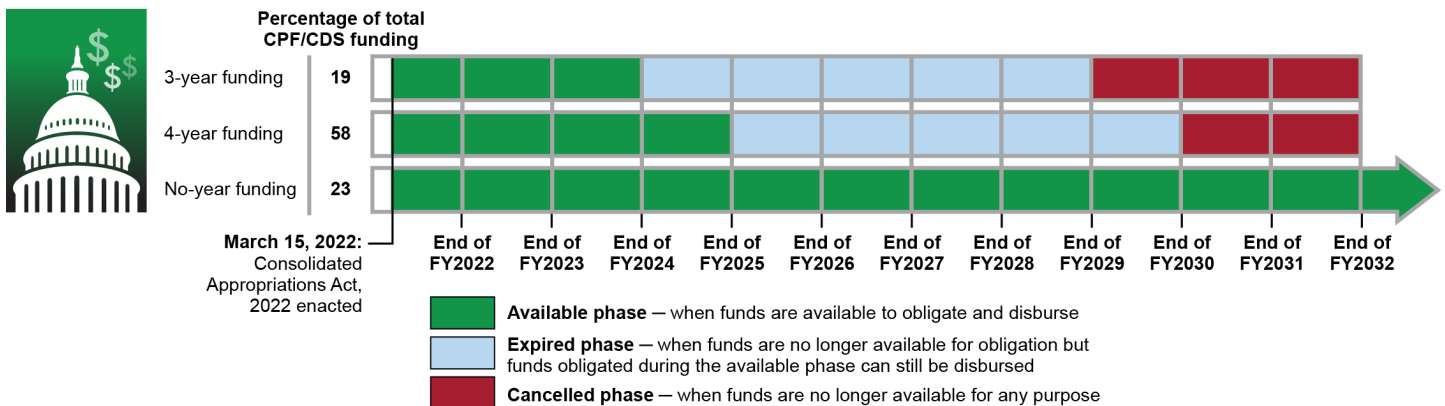 Percentage of total
CPF/CDS funding
$
$
$
3-year funding 19
4-year funding 58
No-year funding 23
March 15, 2022:
Consolidated
Appropriations Act,
2022 enacted
End of
FY2022
End of
FY2023
End of
FY2024
End of
FY2025
End of
FY2026
End of
FY2027
End of
FY2028
End of
FY2029
End of
FY2030
End of
FY2031
End of
FY2032
Available phase — when funds are available to obligate and disburse
Expired phase — when funds are no longer available for obligation but
funds obligated during the available phase can still be disbursed
Cancelled phase — when funds are no longer available for any purpose